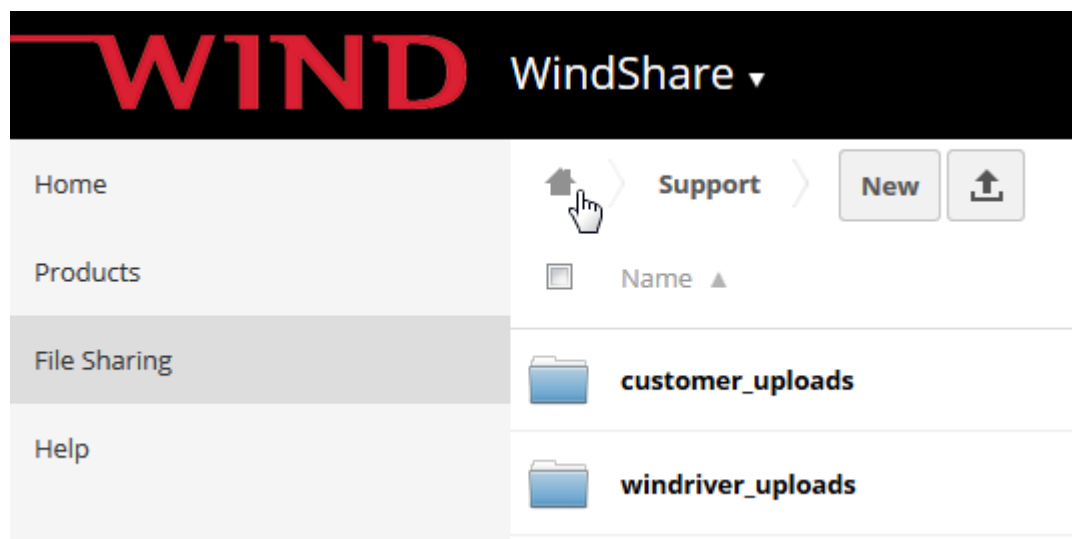 WIND
WindShare ▾
Home
Products
File Sharing
Help
Support
New
Name ▲
customer_uploads
windriver_uploads